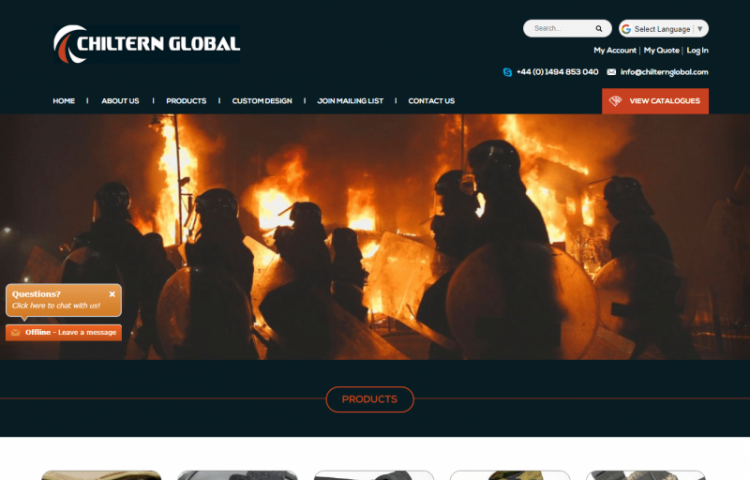 CHILTERN GLOBAL
Search...
G Select Language | ▼
My Account | My Quote | Log In
+44 (0) 1494 853 040 info@chilternglobal.com
HOME | ABOUT US | PRODUCTS | CUSTOM DESIGN | JOIN MAILING LIST | CONTACT US
VIEW CATALOGUES
Questions? ×
Click here to chat with us!
Offline - Leave a message
PRODUCTS